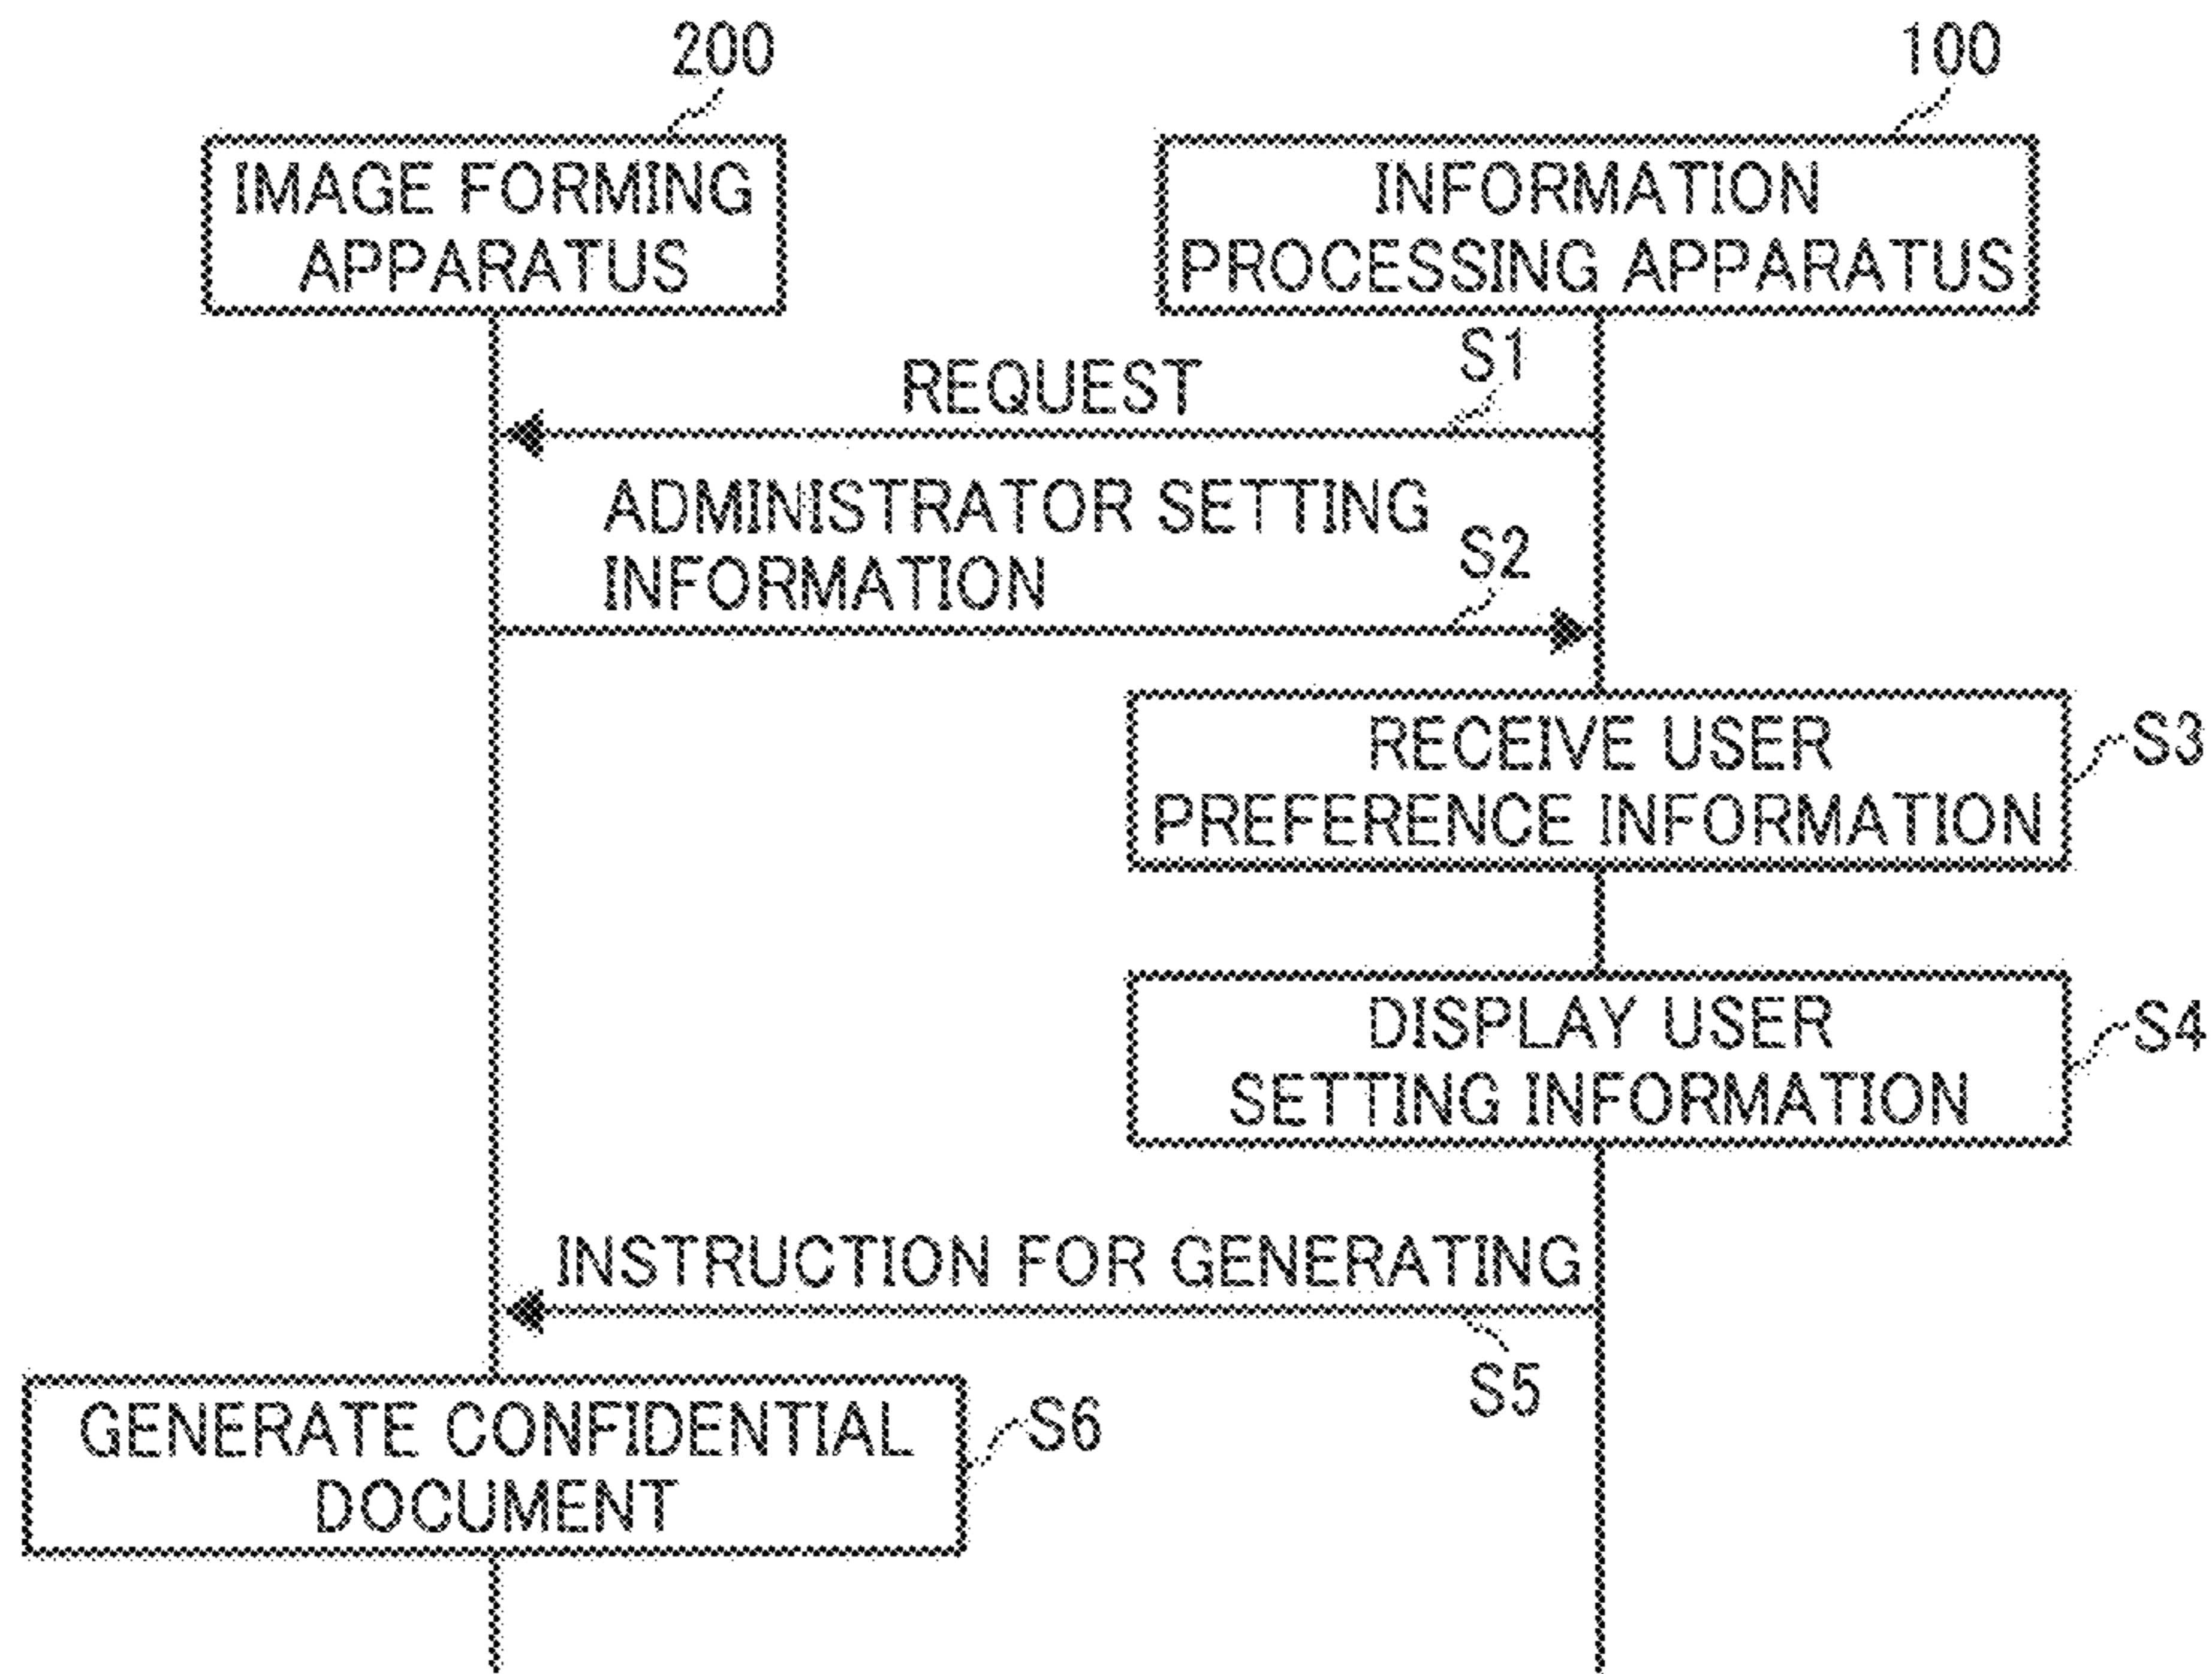 200
100
IMAGE FORMING
APPARATUS
INFORMATION
PROCESSING APPARATUS
S1
REQUEST
ADMINISTRATOR SETTING
INFORMATION
S2
RECEIVE USER
PREFERENCE INFORMATION
S3
DISPLAY USER
SETTING INFORMATION
S4
INSTRUCTION FOR GENERATING
S5
GENERATE CONFIDENTIAL
DOCUMENT
S6